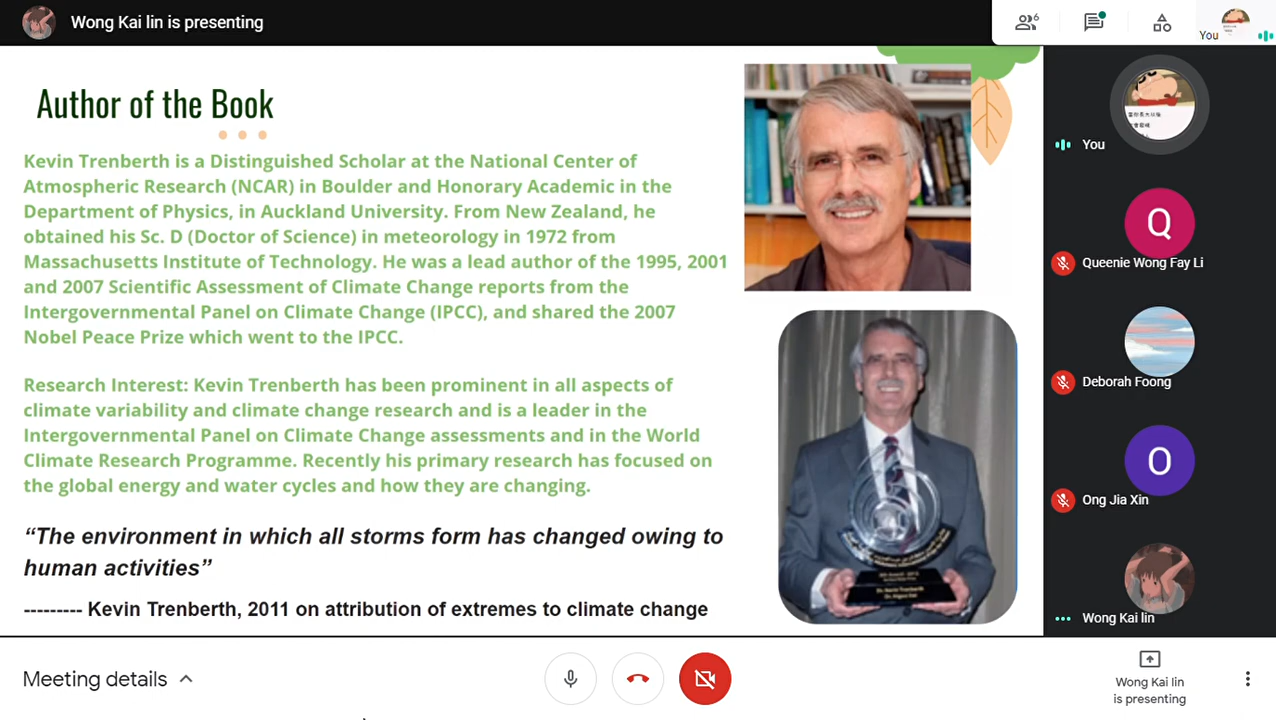 Wong Kai lin is presenting
6
You
Author of the Book
Kevin Trenberth is a Distinguished Scholar at the National Center of
Atmospheric Research (NCAR) in Boulder and Honorary Academic in the
Department of Physics, in Auckland University. From New Zealand, he
obtained his Sc. D (Doctor of Science) in meteorology in 1972 from
Massachusetts Institute of Technology. He was a lead author of the 1995, 2001
and 2007 Scientific Assessment of Climate Change reports from the
Intergovernmental Panel on Climate Change (IPCC), and shared the 2007
Nobel Peace Prize which went to the IPCC.
Research Interest: Kevin Trenberth has been prominent in all aspects of
climate variability and climate change research and is a leader in the
Intergovernmental Panel on Climate Change assessments and in the World
Climate Research Programme. Recently his primary research has focused on
the global energy and water cycles and how they are changing.
“The environment in which all storms form has changed owing to
human activities”
--------- Kevin Trenberth, 2011 on attribution of extremes to climate change
Dr. Kevin Trenberth
You
Q
Queenie Wong Fay Li
Deborah Foong
O
Ong Jia Xin
Wong Kai lin
Meeting details
Wong Kai lin
is presenting